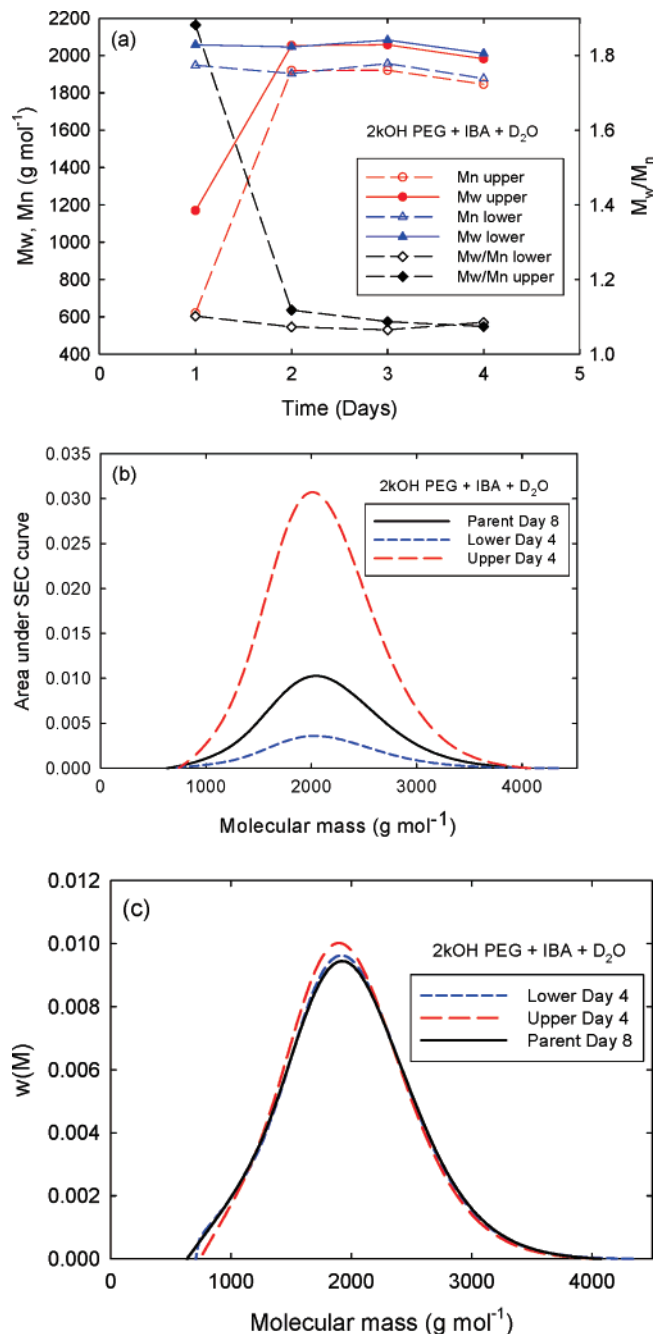 (a)
2200
2000
1800
1600
1400
1200
1000
800
600
400
Mw, Mn (g mol⁻¹)
2kOH PEG + IBA + D₂O
Mn upper
Mw upper
Mn lower
Mw lower
Mw/Mn lower
Mw/Mn upper
1.8
1.6
1.4
1.2
1.0
M_w/M_n
0 1 2 3 4 5
Time (Days)
(b)
0.035
0.030
0.025
0.020
0.015
0.010
0.005
0.000
Area under SEC curve
2kOH PEG + IBA + D₂O
Parent Day 8
Lower Day 4
Upper Day 4
0 1000 2000 3000 4000
Molecular mass (g mol⁻¹)
(c)
0.012
0.010
0.008
0.006
0.004
0.002
0.000
w(M)
2kOH PEG + IBA + D₂O
Lower Day 4
Upper Day 4
Parent Day 8
0 1000 2000 3000 4000
Molecular mass (g mol⁻¹)